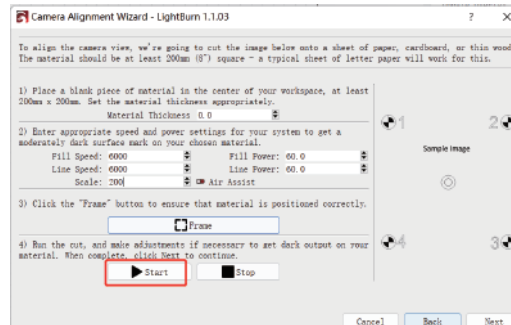 Camera Alignment Wizard - LightBurn 1.1.03
? X
To align the camera view, we're going to cut the image below onto a sheet of paper, cardboard, or thin wood
The material should be at least 200mm (8") square - a typical sheet of letter paper will work for this.
1) Place a blank piece of material in the center of your workspace, at least
200mm x 200mm. Set the material thickness appropriately.
Material Thickness 0.0
2) Enter appropriate speed and power settings for your system to get a
moderately dark surface mark on your chosen material.
Fill Speed: 6000 Fill Power: 60.0
Line Speed: 6000 Line Power: 60.0
Scale: 200 Air Assist
3) Click the "Frame" button to ensure that material is positioned correctly.
Frame
4) Run the cut, and make adjustments if necessary to get dark output on your
material. When complete, click Next to continue.
Start Stop
1 2
Sample image
4 3
Cancel Back Next